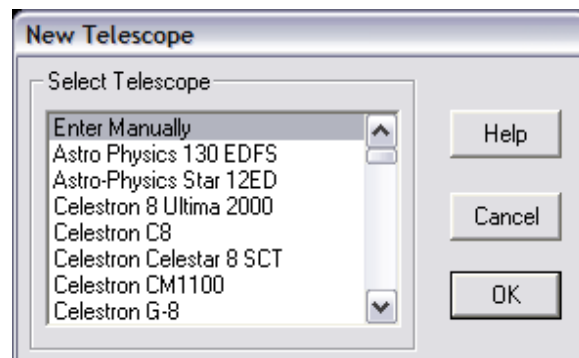 New Telescope
Select Telescope
Enter Manually
Astro Physics 130 EDFS
Astro-Physics Star 12ED
Celestron 8 Ultima 2000
Celestron C8
Celestron Celestar 8 SCT
Celestron CM1100
Celestron G-8
Help
Cancel
OK